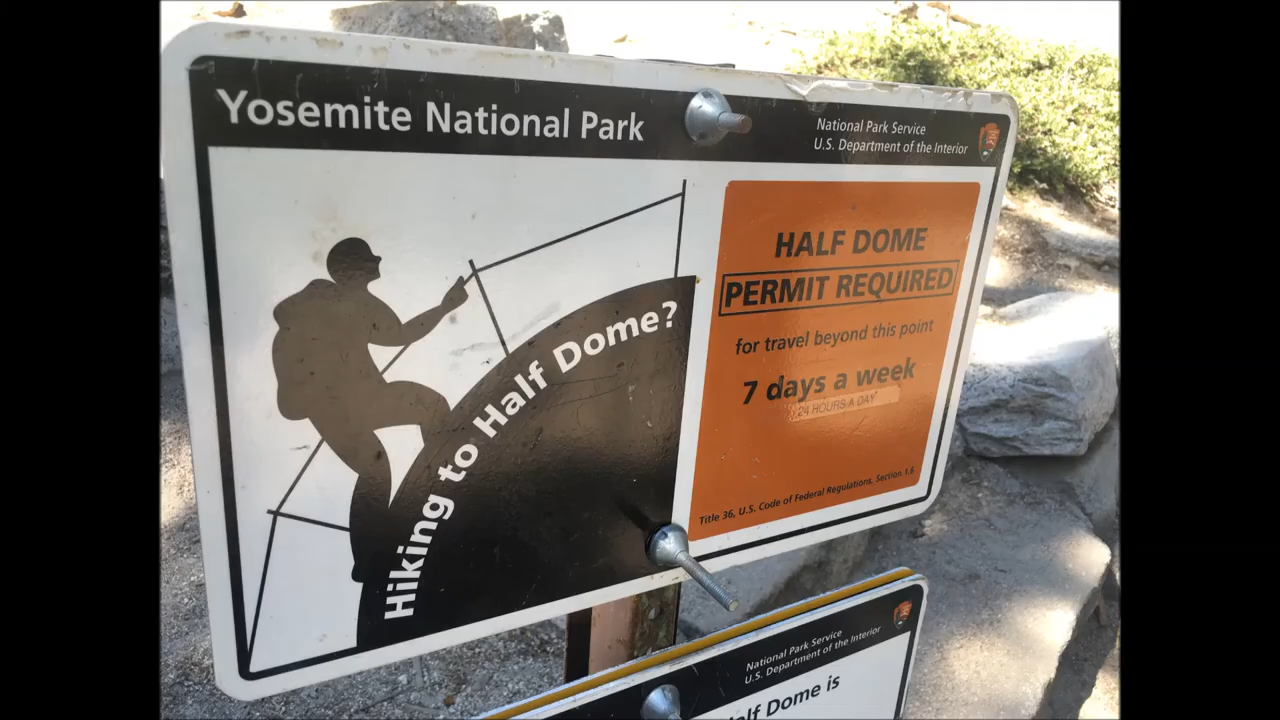 Yosemite National Park
National Park Service
U.S. Department of the Interior
Hiking to Half Dome?
HALF DOME
PERMIT REQUIRED
for travel beyond this point
7 days a week
24 HOURS A DAY
Title 36, U.S. Code of Federal Regulations, Section 1.6
National Park Service
U.S. Department of the Interior
Dome is